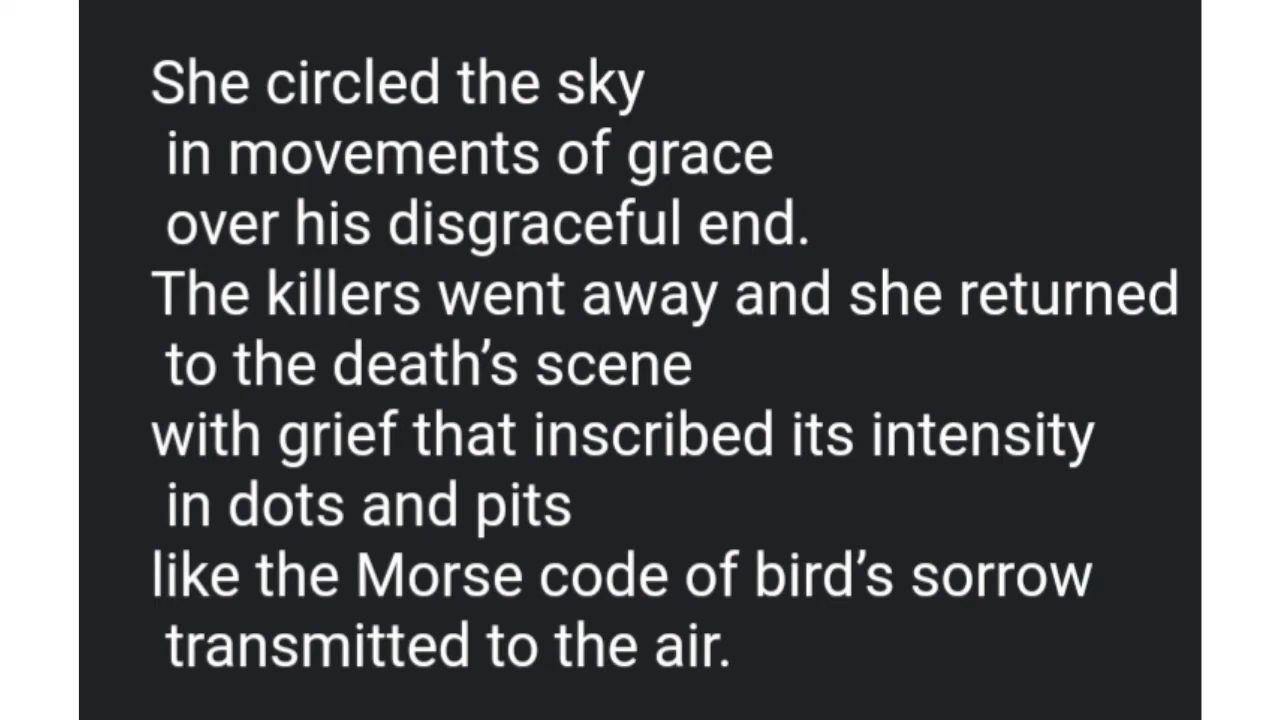 She circled the sky
in movements of grace
over his disgraceful end.
The killers went away and she returned
to the death’s scene
with grief that inscribed its intensity
in dots and pits
like the Morse code of bird’s sorrow
transmitted to the air.